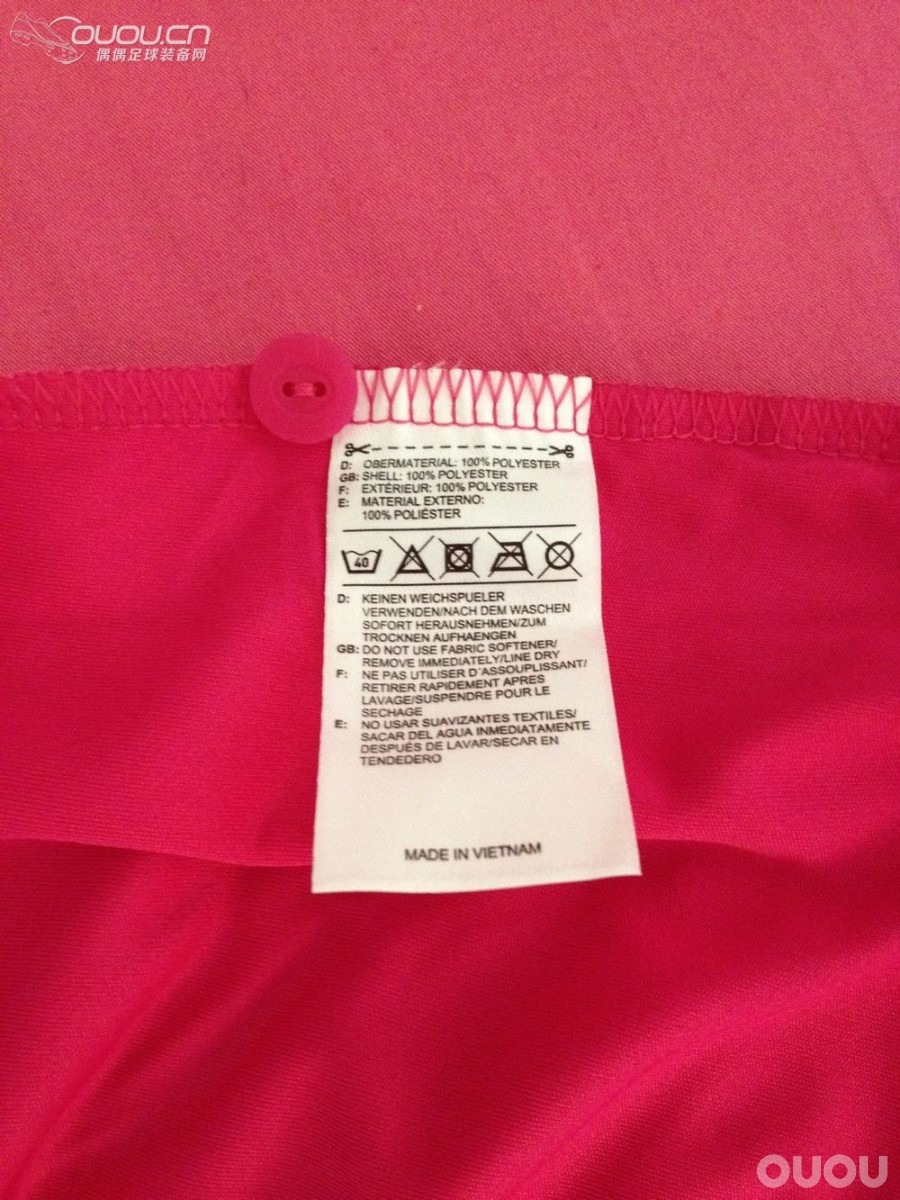 OUOU.CN
偶偶足球装备网
D: OBERMATERIAL: 100% POLYESTER
GB: SHELL: 100% POLYESTER
F: EXTÉRIEUR: 100% POLYESTER
E: MATERIAL EXTERNO:
100% POLIÉSTER
40
D: KEINEN WEICHSPUELER
VERWENDEN/NACH DEM WASCHEN
SOFORT HERAUSNEHMEN/ZUM
TROCKNEN AUFHAENGEN
GB: DO NOT USE FABRIC SOFTENER/
REMOVE IMMEDIATELY/LINE DRY
F: NE PAS UTILISER D'ASSOUPLISSANT/
RETIRER RAPIDEMENT APRES
LAVAGE/SUSPENDRE POUR LE
SECHAGE
E: NO USAR SUAVIZANTES TEXTILES/
SACAR DEL AGUA INMEDIATAMENTE
DESPUÉS DE LAVAR/SECAR EN
TENDEDERO
MADE IN VIETNAM
OUOU